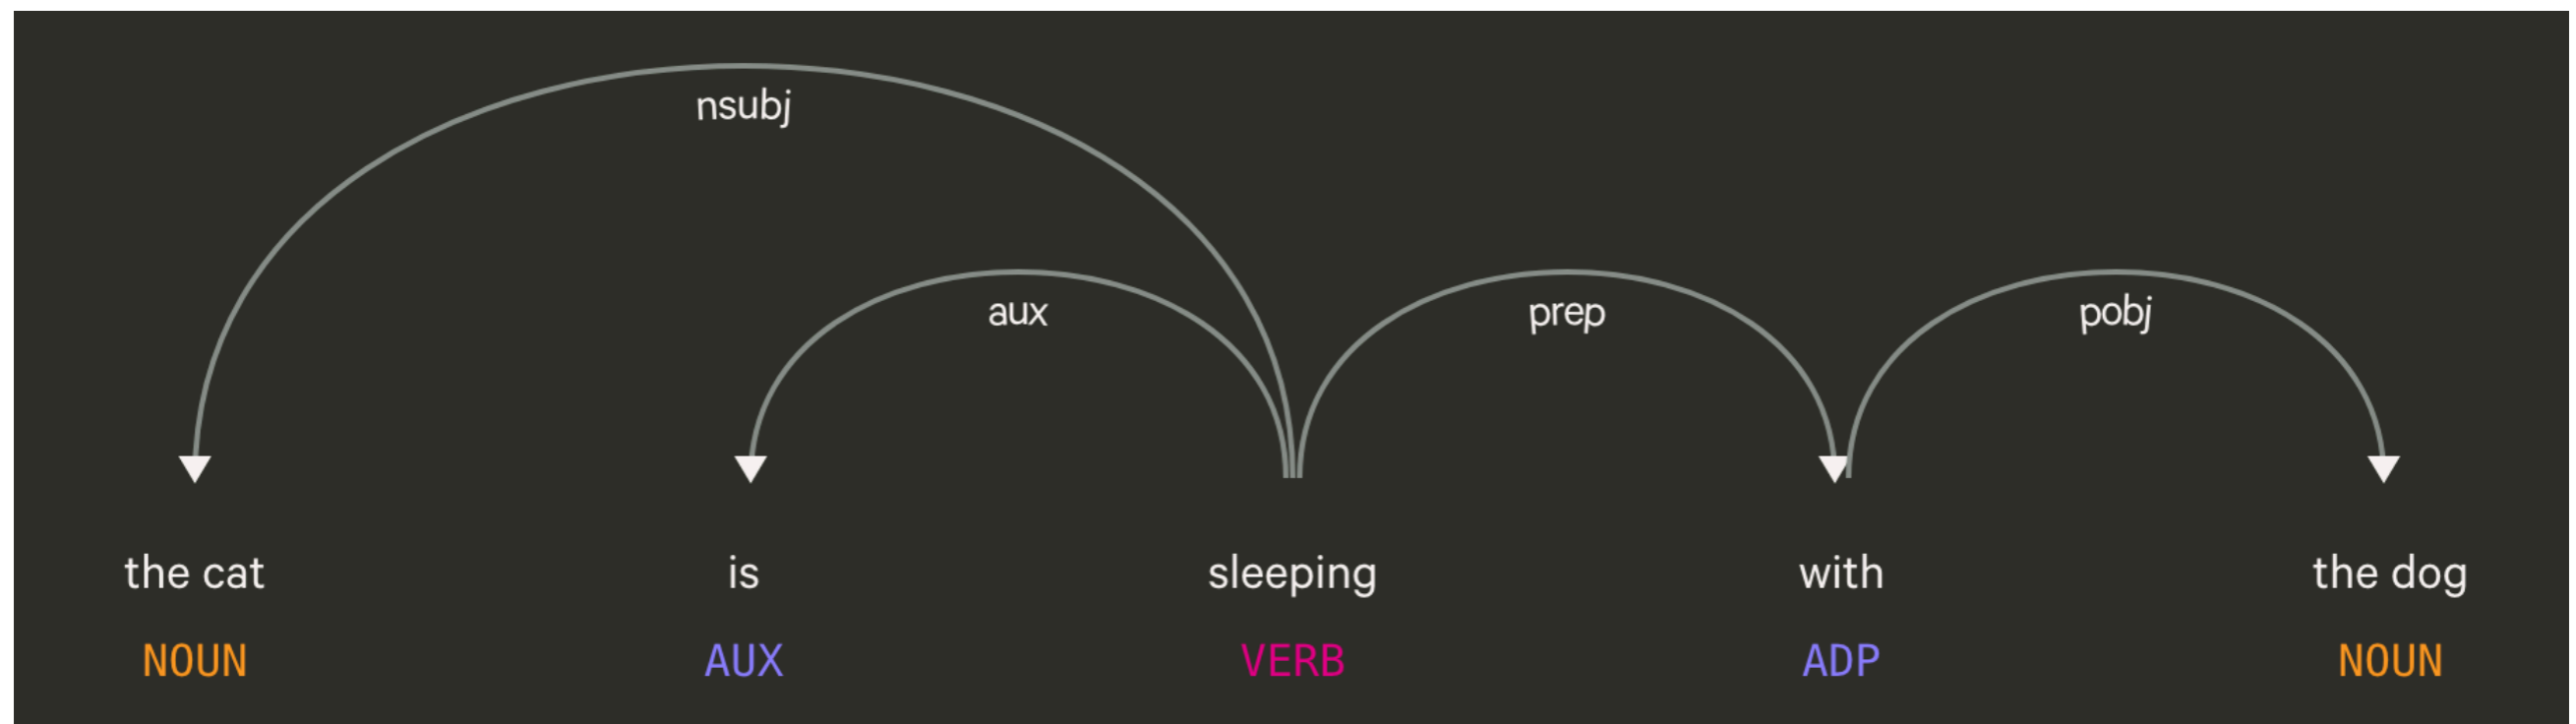 nsubj
aux prep pobj
the cat is sleeping with the dog
NOUN AUX VERB ADP NOUN